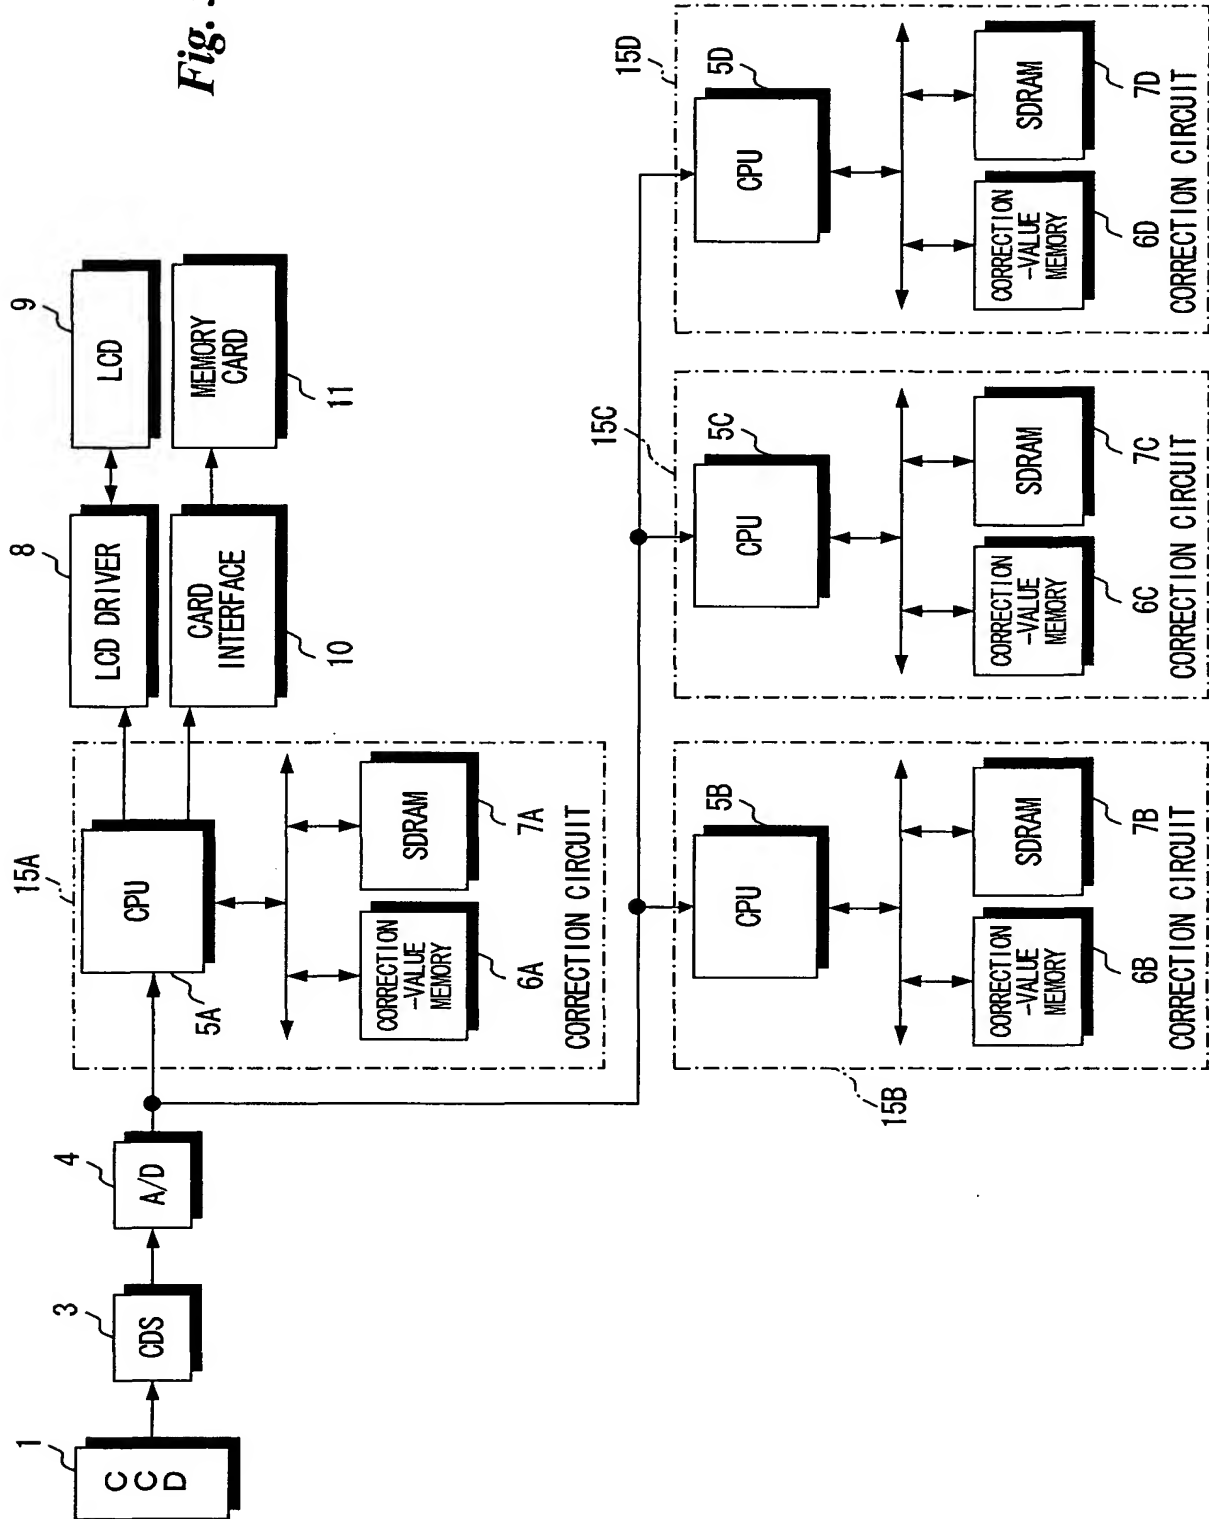 Fig.
1
C C D
3
CDS
4
A/D
15A
CPU
5A
CORRECTION
-VALUE
MEMORY
6A
SDRAM
7A
CORRECTION CIRCUIT
8
LCD DRIVER
9
LCD
CARD
INTERFACE
10
MEMORY
CARD
11
15B
5B
CPU
CORRECTION
-VALUE
MEMORY
6B
SDRAM
7B
CORRECTION CIRCUIT
15C
5C
CPU
CORRECTION
-VALUE
MEMORY
6C
SDRAM
7C
CORRECTION CIRCUIT
15D
5D
CPU
CORRECTION
-VALUE
MEMORY
6D
SDRAM
7D
CORRECTION CIRCUIT